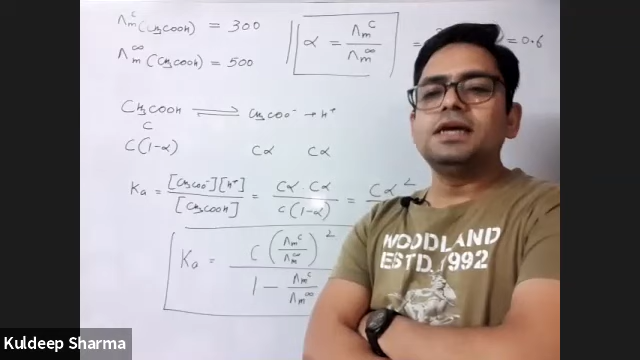 Λm^c (CH3COOH) = 300
Λm^∞ (CH3COOH) = 500
α = Λm^c / Λm^∞ = = 0.6
CH3COOH ⇌ CH3COO⁻ + H⁺
C
C(1-α) Cα Cα
Ka = [CH3COO⁻][H⁺] / [CH3COOH] = Cα . Cα / C(1-α) = Cα²
Ka = C (Λm^c / Λm^∞)² / 1 - Λm^c / Λm^∞
WOODLAND
ESTD. 1992
Kuldeep Sharma